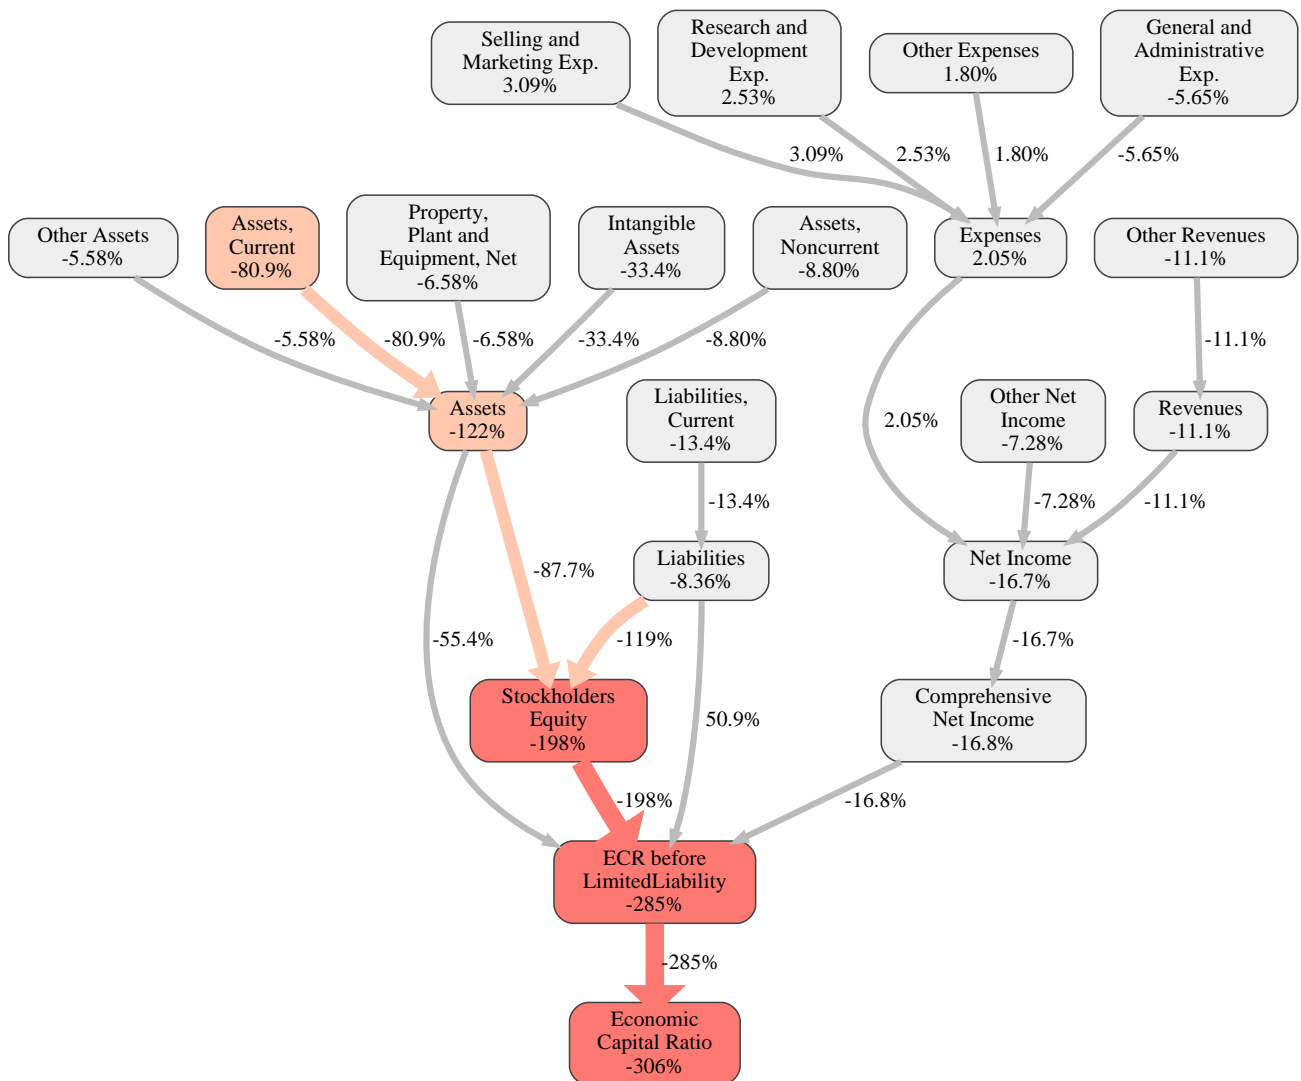 Selling and
Marketing Exp.
3.09%
Research and
Development
Exp.
2.53%
Other Expenses
1.80%
General and
Administrative
Exp.
-5.65%
3.09%
2.53%
1.80%
-5.65%
Other Assets
-5.58%
Assets,
Current
-80.9%
Property,
Plant and
Equipment, Net
-6.58%
Intangible
Assets
-33.4%
Assets,
Noncurrent
-8.80%
Expenses
2.05%
Other Revenues
-11.1%
-5.58%
-80.9%
-6.58%
-33.4%
-8.80%
-11.1%
Assets
-122%
Liabilities,
Current
-13.4%
2.05%
Other Net
Income
-7.28%
Revenues
-11.1%
-13.4%
-7.28%
-11.1%
-87.7%
Liabilities
-8.36%
Net Income
-16.7%
-55.4%
-119%
-16.7%
Stockholders
Equity
-198%
50.9%
Comprehensive
Net Income
-16.8%
-198%
-16.8%
ECR before
LimitedLiability
-285%
-285%
Economic
Capital Ratio
-306%